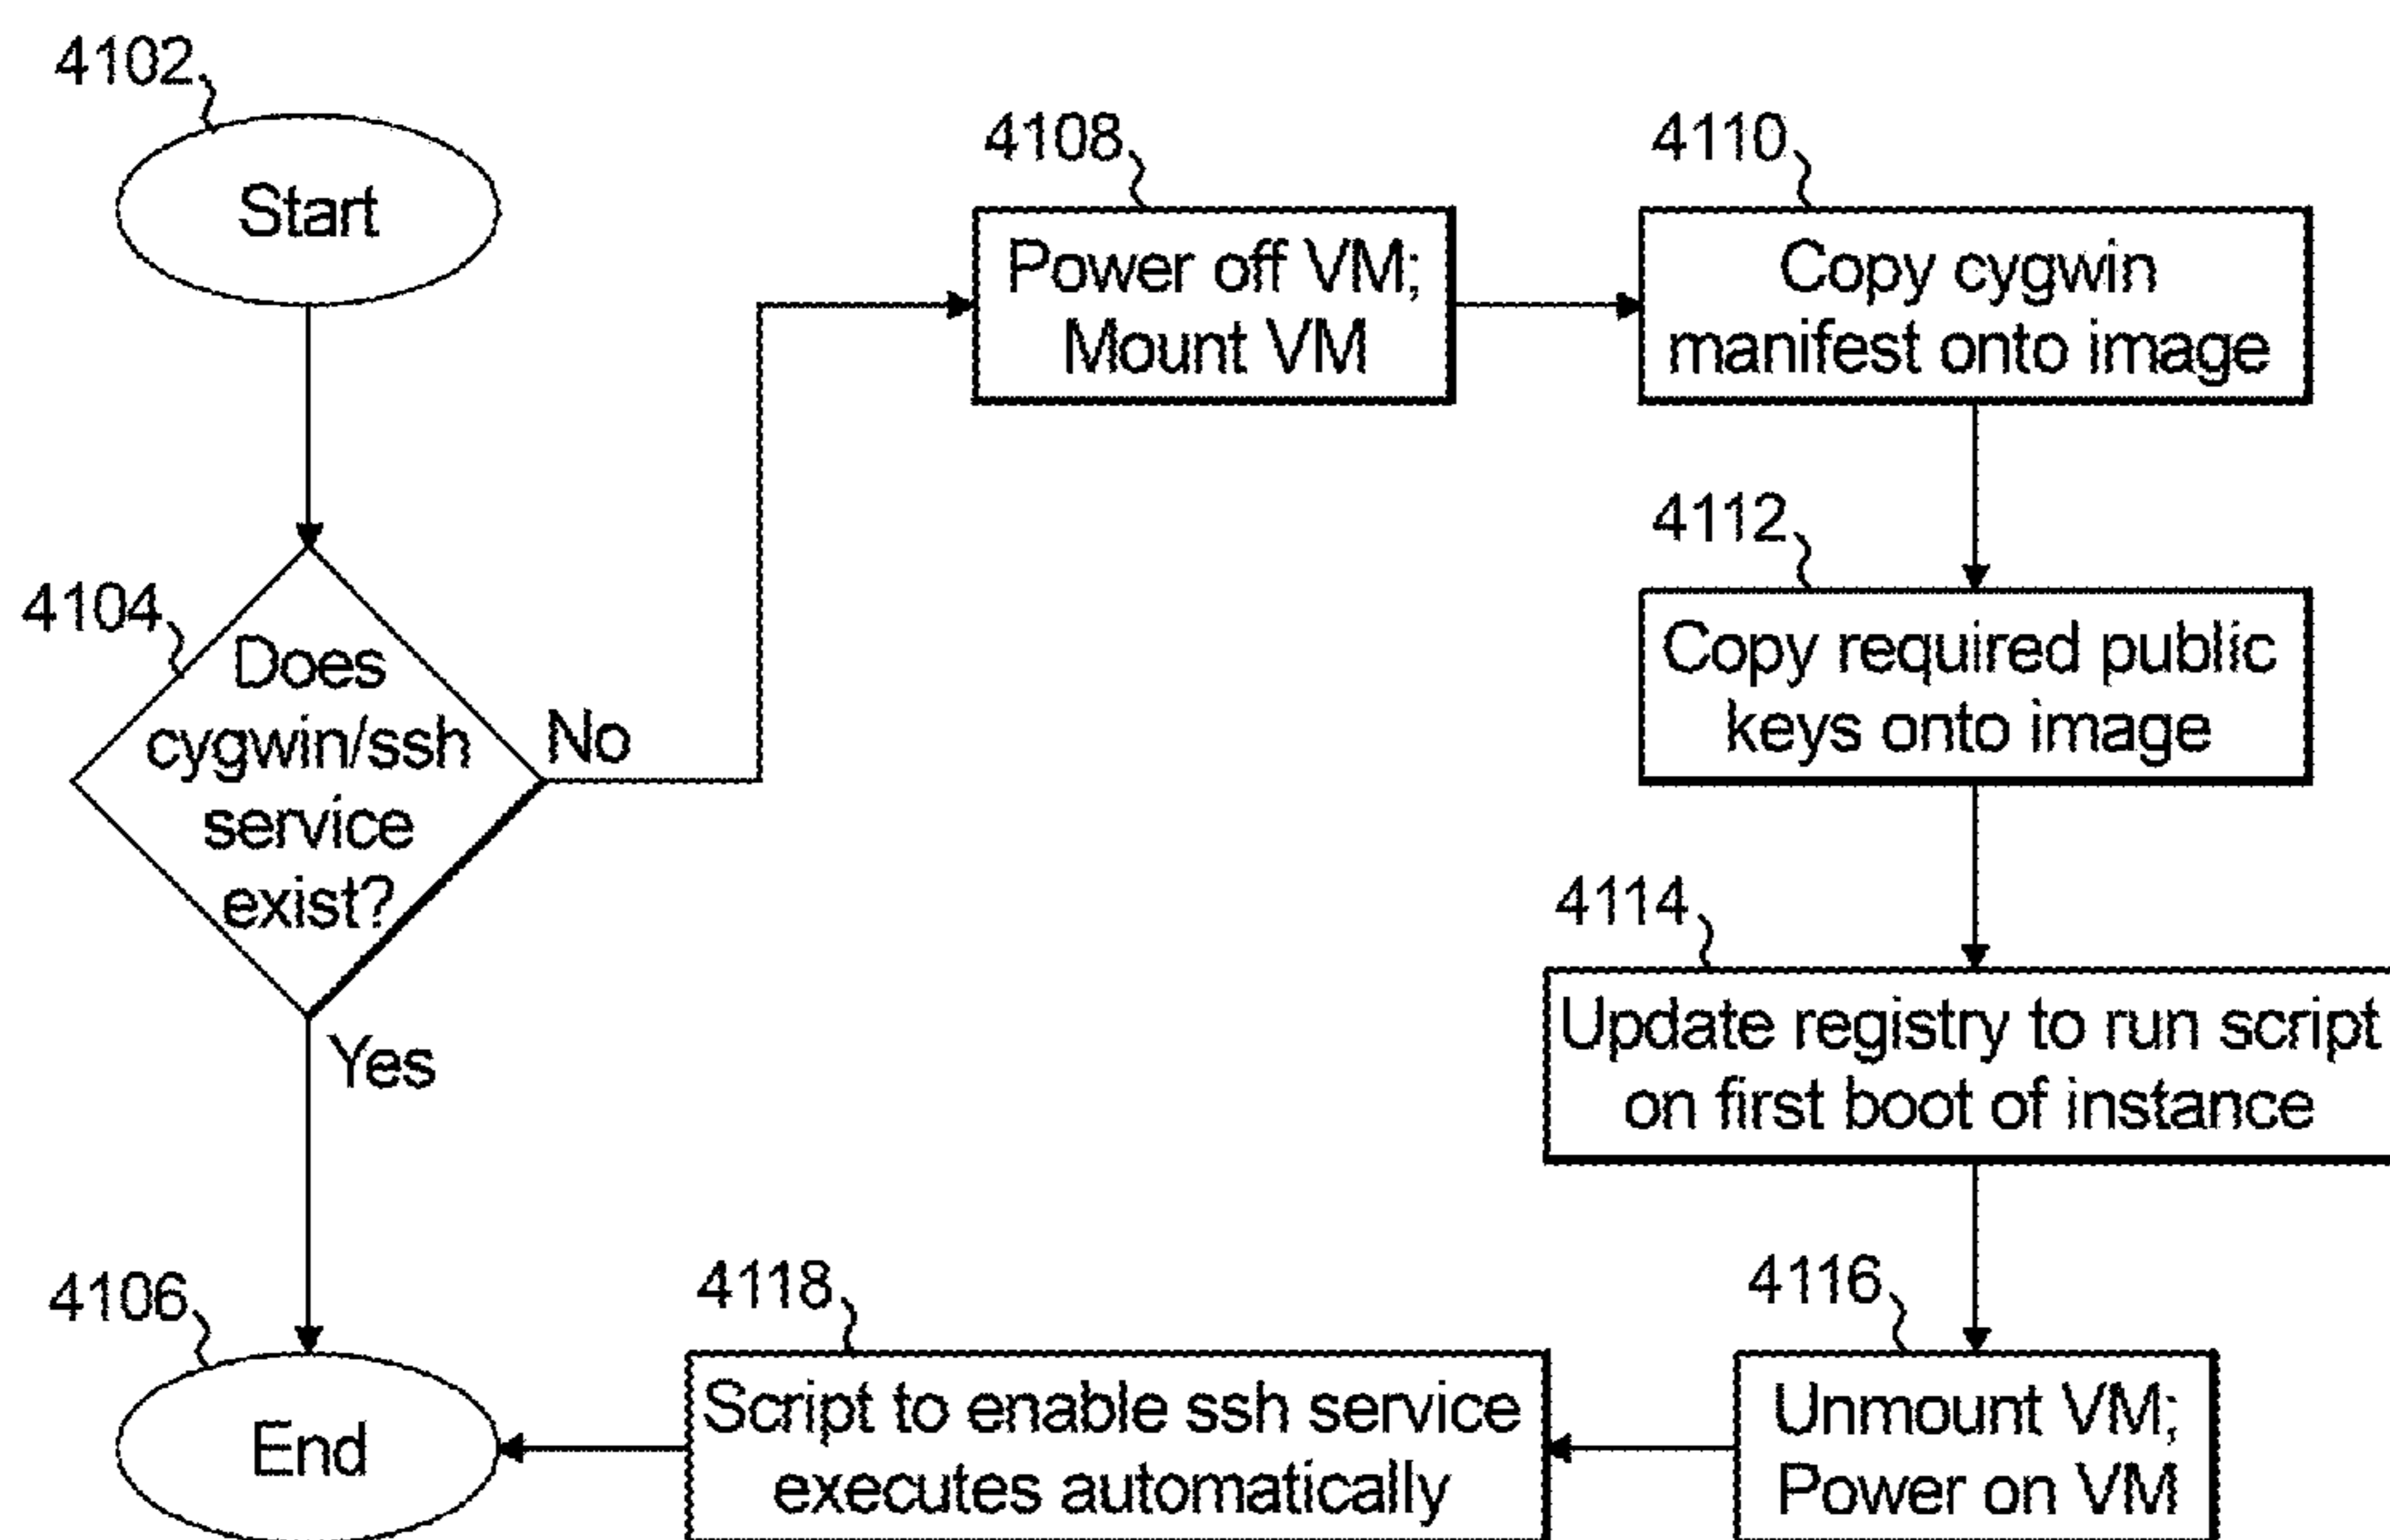 4102
Start
4104
Does
cygwin/ssh
service
exist?
No
Yes
4106
End
4108
Power off VM;
Mount VM
4110
Copy cygwin
manifest onto image
4112
Copy required public
keys onto image
4114
Update registry to run script
on first boot of instance
4116
Unmount VM;
Power on VM
4118
Script to enable ssh service
executes automatically